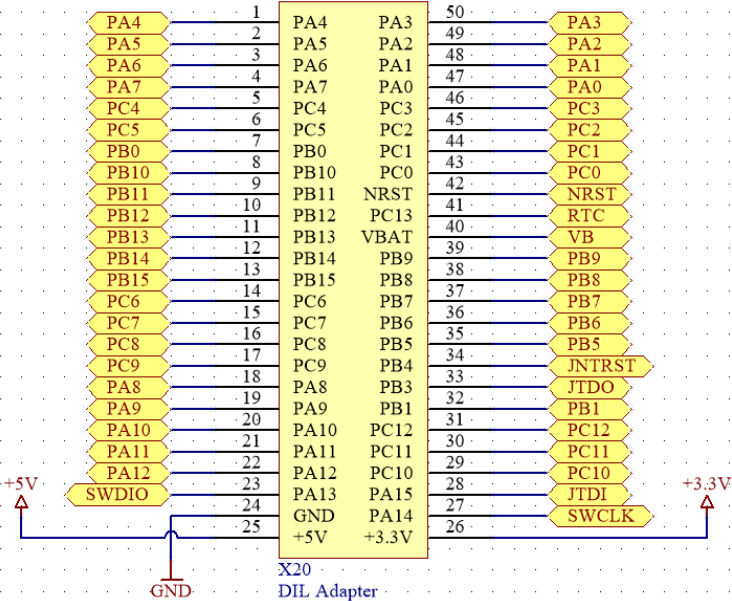 PA4 1 PA4 PA3 50 PA3
PA5 2 PA5 PA2 49 PA2
PA6 3 PA6 PA1 48 PA1
PA7 4 PA7 PA0 47 PA0
PC4 5 PC4 PC3 46 PC3
PC5 6 PC5 PC2 45 PC2
PB0 7 PB0 PC1 44 PC1
PB10 8 PB10 PC0 43 PC0
PB11 9 PB11 NRST 42 NRST
PB12 10 PB12 PC13 41 RTC
PB13 11 PB13 VBAT 40 VB
PB14 12 PB14 PB9 39 PB9
PB15 13 PB15 PB8 38 PB8
PC6 14 PC6 PB7 37 PB7
PC7 15 PC7 PB6 36 PB6
PC8 16 PC8 PB5 35 PB5
PC9 17 PC9 PB4 34 JNTRST
PA8 18 PA8 PB3 33 JTDO
PA9 19 PA9 PB1 32 PB1
PA10 20 PA10 PC12 31 PC12
PA11 21 PA11 PC11 30 PC11
PA12 22 PA12 PC10 29 PC10
+5V SWDIO 23 PA13 PA15 28 JTDI +3.3V
24 GND PA14 27 SWCLK
25 +5V +3.3V 26
X20
GND DIL Adapter